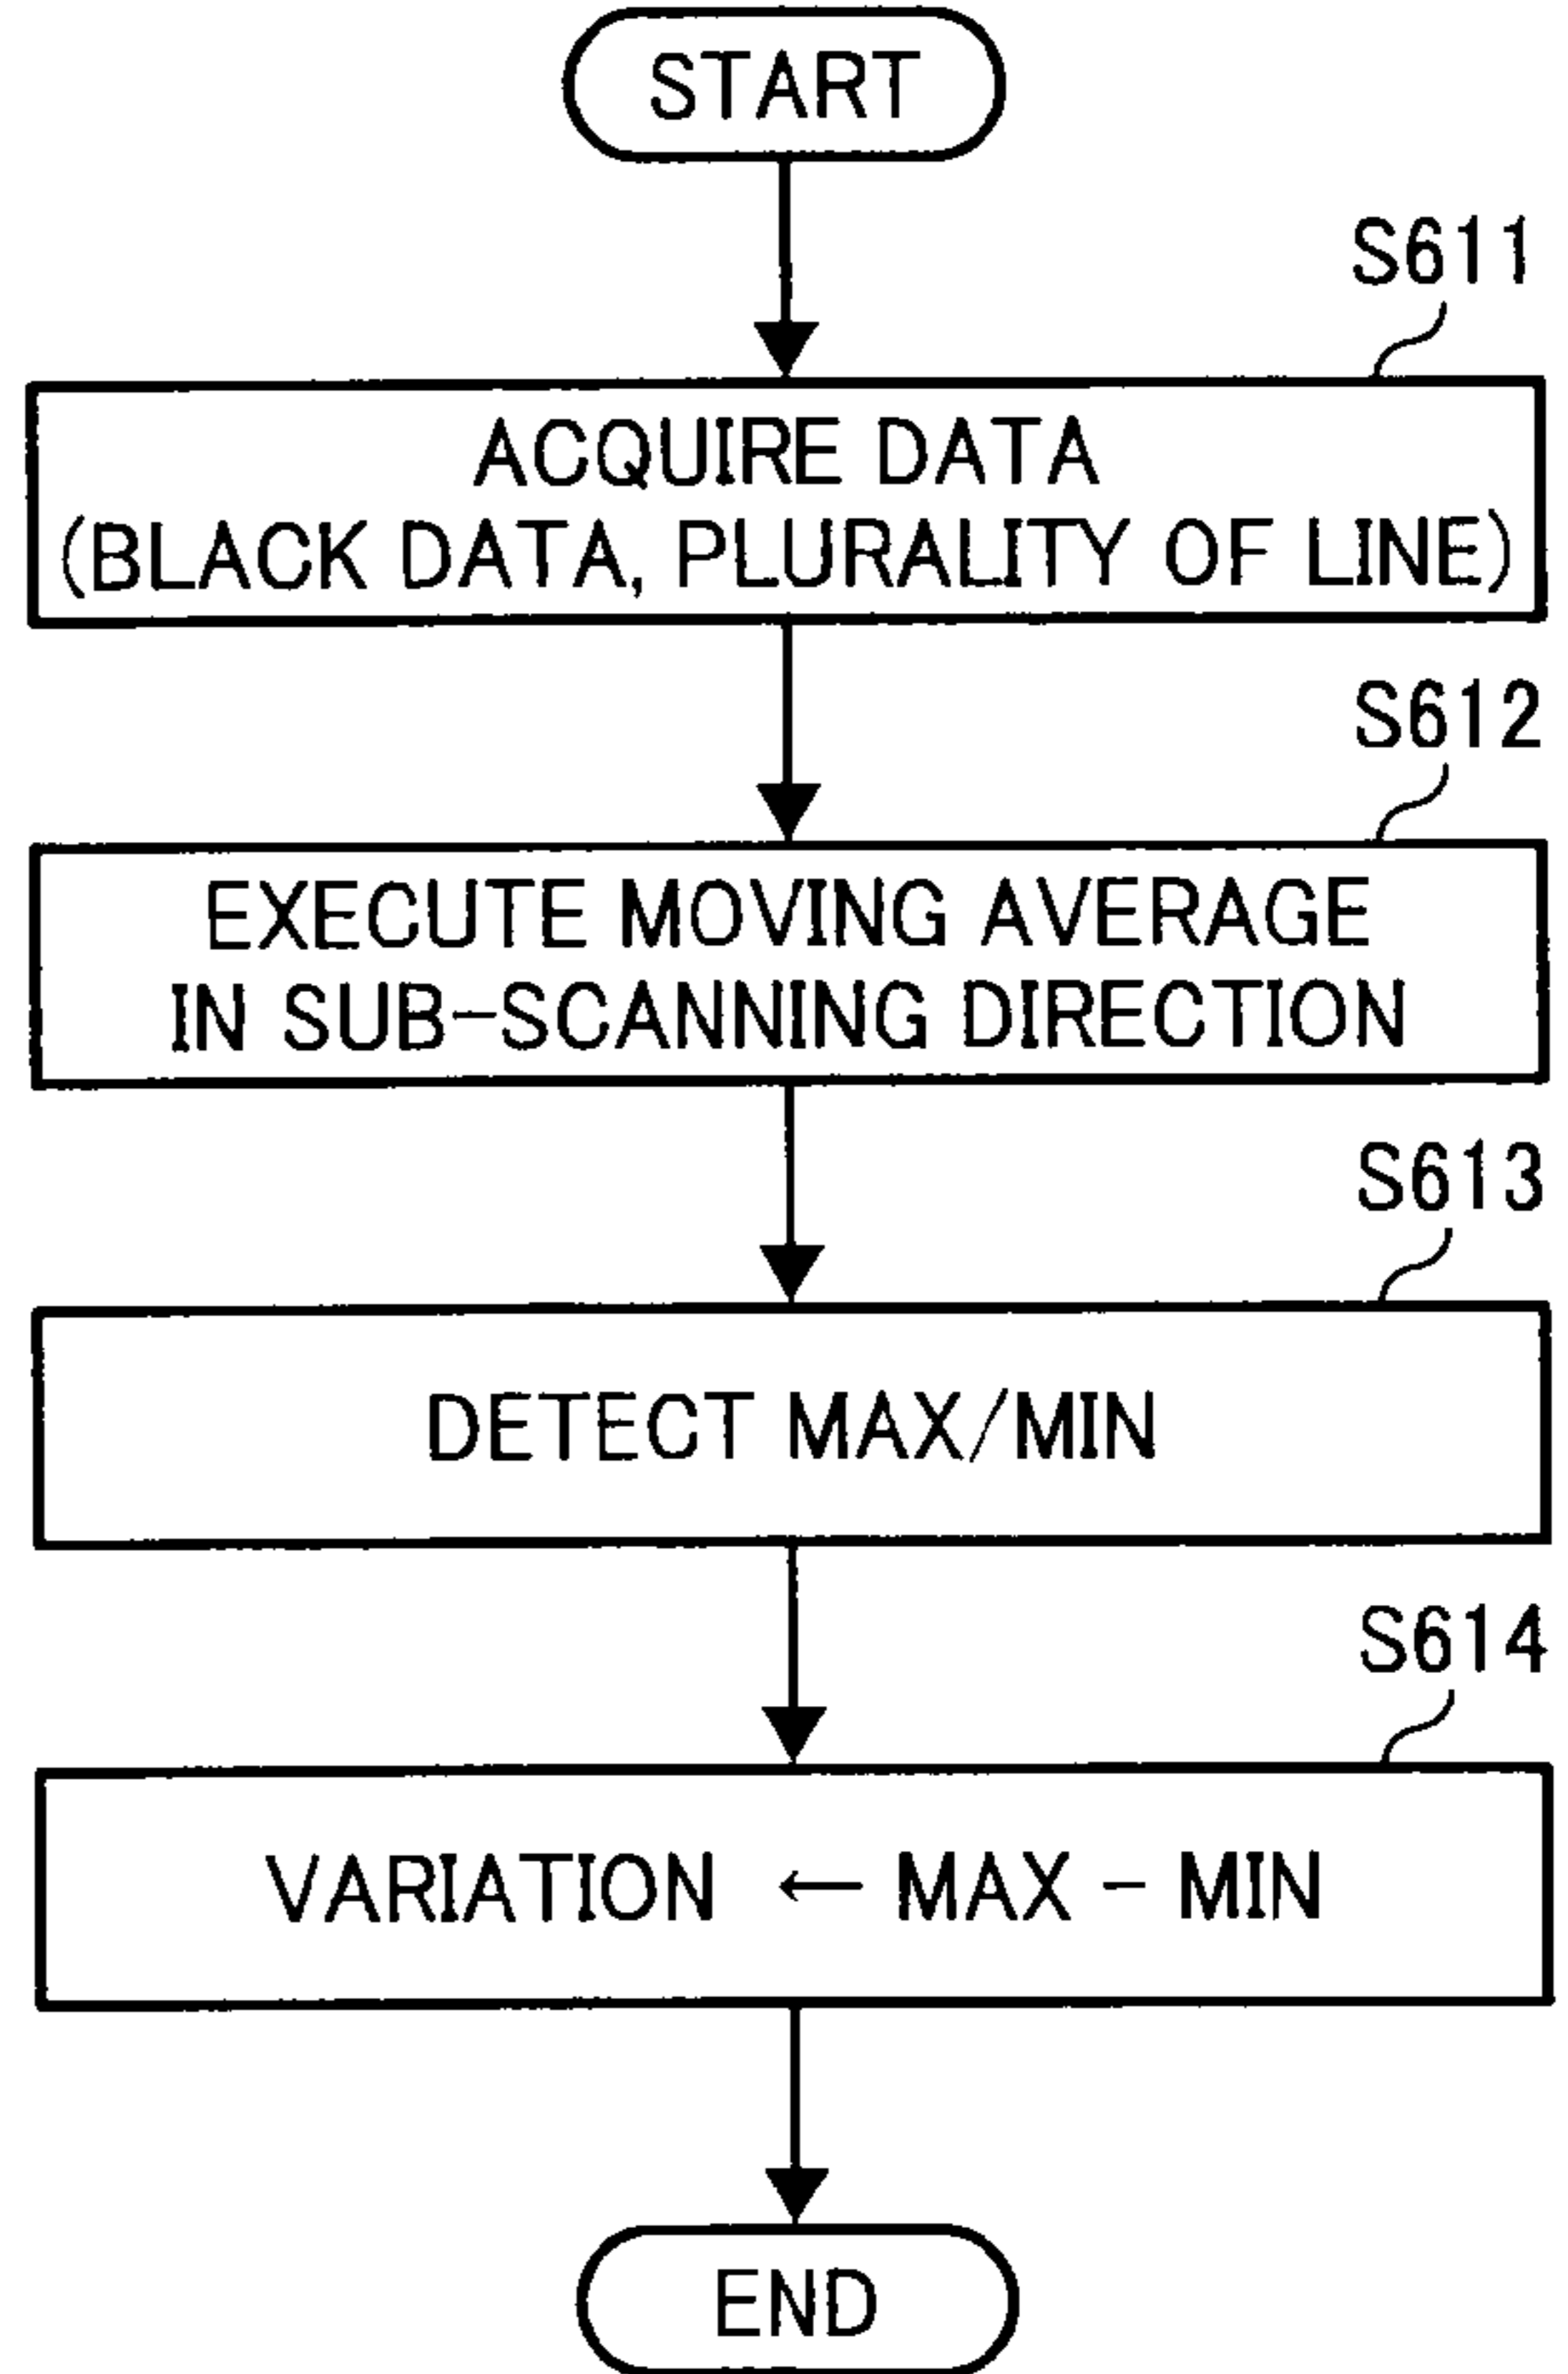 START
S611
ACQUIRE DATA
(BLACK DATA, PLURALITY OF LINE)
S612
EXECUTE MOVING AVERAGE
IN SUB-SCANNING DIRECTION
S613
DETECT MAX/MIN
S614
VARIATION ← MAX - MIN
END